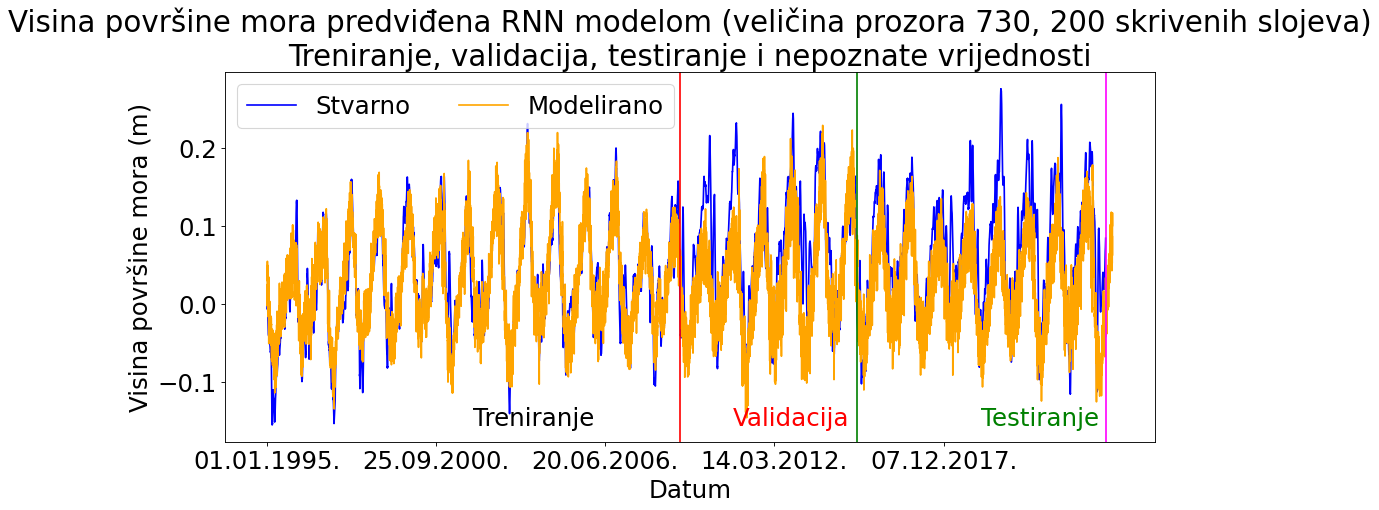 Visina površine mora predviđena RNN modelom (veličina prozora 730, 200 skrivenih slojeva)
Treniranje, validacija, testiranje i nepoznate vrijednosti
Stvarno
Modelirano
Visina površine mora (m)
0.2
0.1
0.0
−0.1
Treniranje
Validacija
Testiranje
01.01.1995.
25.09.2000.
20.06.2006.
14.03.2012.
07.12.2017.
Datum